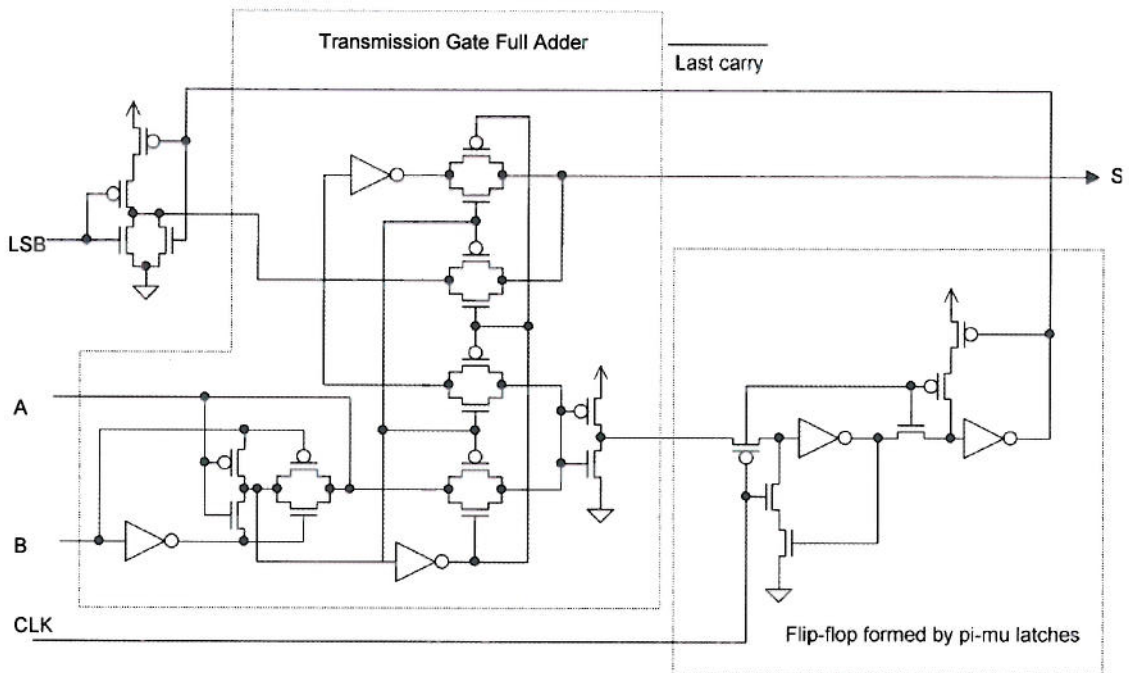 Transmission Gate Full Adder
Last carry
S
LSB
A
B
CLK
Flip-flop formed by pi-mu latches